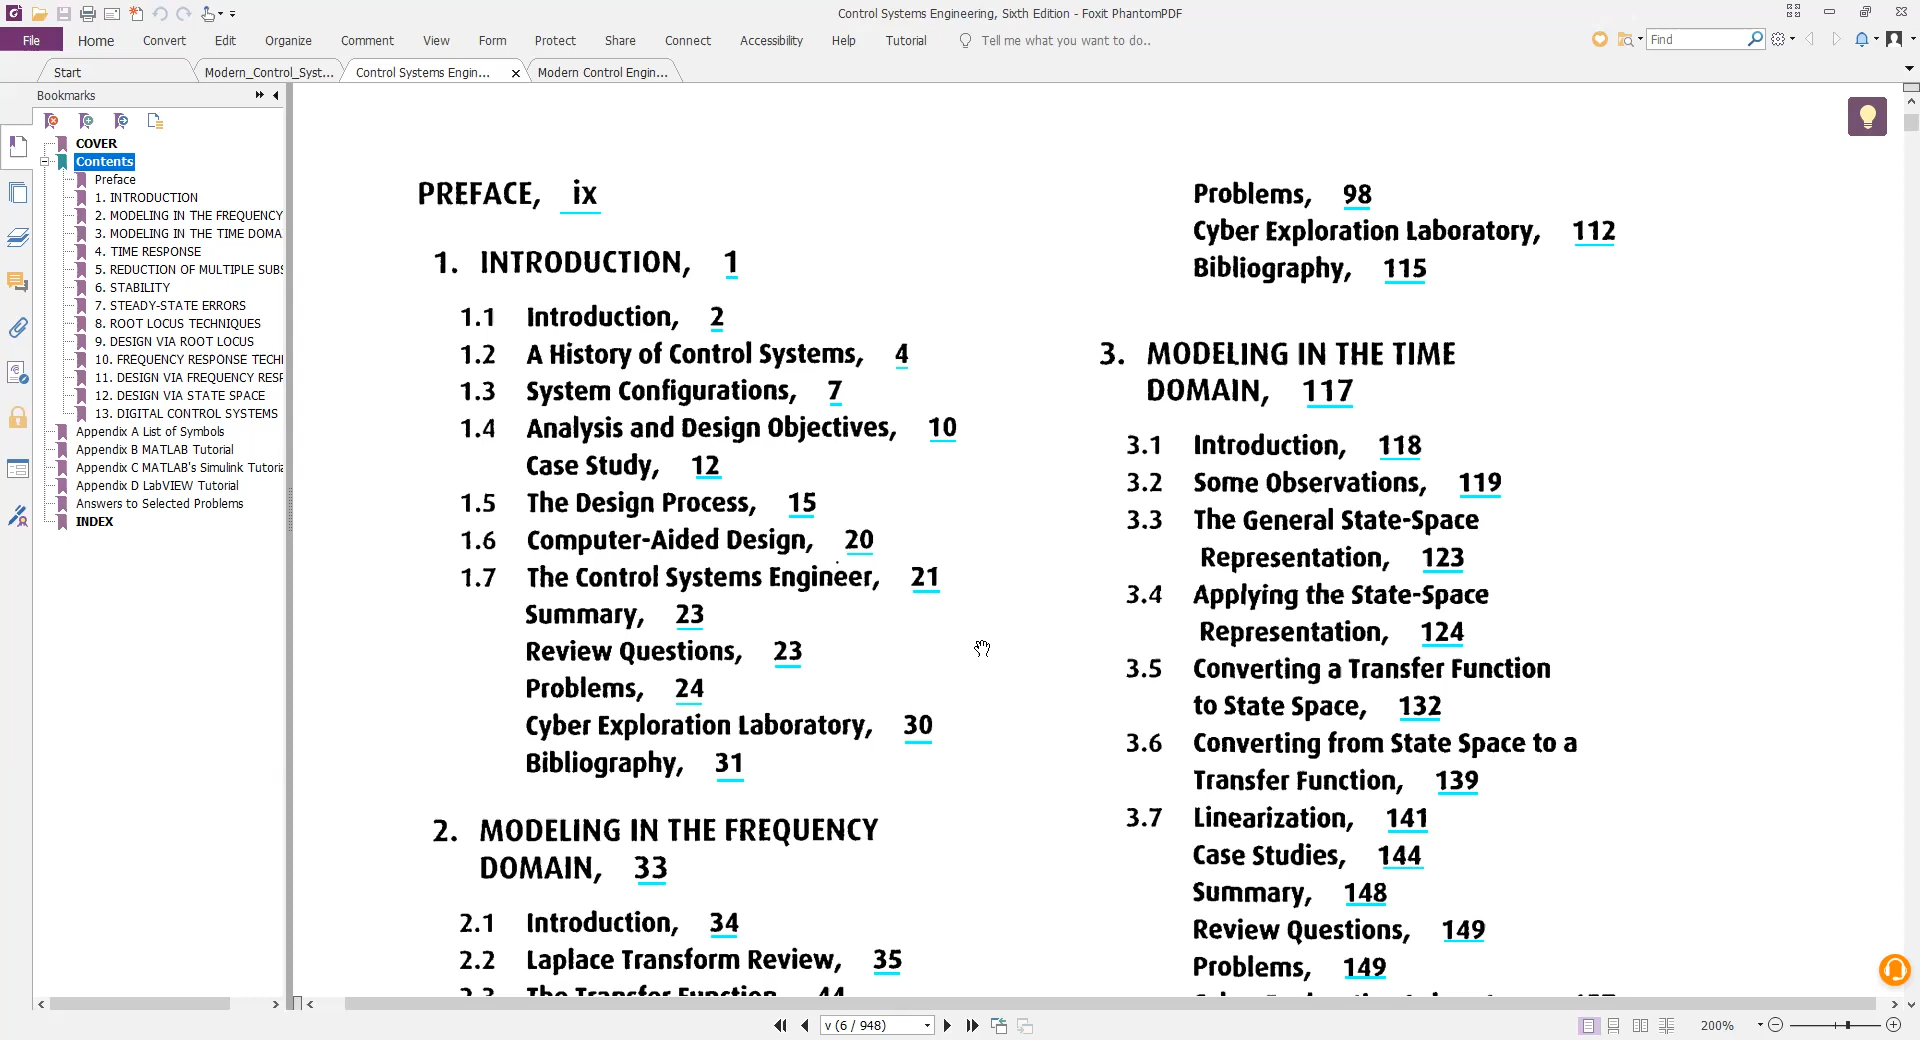 Control Systems Engineering, Sixth Edition - Foxit PhantomPDF
File Home Convert Edit Organize Comment View Form Protect Share Connect Accessibility Help Tutorial Tell me what you want to do.. Find
Start Modern_Control_Syst... Control Systems Engin... Modern Control Engin...
Bookmarks
COVER
Contents
Preface
1. INTRODUCTION
2. MODELING IN THE FREQUENCY
3. MODELING IN THE TIME DOMA
4. TIME RESPONSE
5. REDUCTION OF MULTIPLE SUBS
6. STABILITY
7. STEADY-STATE ERRORS
8. ROOT LOCUS TECHNIQUES
9. DESIGN VIA ROOT LOCUS
10. FREQUENCY RESPONSE TECH
11. DESIGN VIA FREQUENCY RESP
12. DESIGN VIA STATE SPACE
13. DIGITAL CONTROL SYSTEMS
Appendix A List of Symbols
Appendix B MATLAB Tutorial
Appendix C MATLAB's Simulink Tutoria
Appendix D LabVIEW Tutorial
Answers to Selected Problems
INDEX
PREFACE, ix
1. INTRODUCTION, 1
1.1 Introduction, 2
1.2 A History of Control Systems, 4
1.3 System Configurations, 7
1.4 Analysis and Design Objectives, 10
Case Study, 12
1.5 The Design Process, 15
1.6 Computer-Aided Design, 20
1.7 The Control Systems Engineer, 21
Summary, 23
Review Questions, 23
Problems, 24
Cyber Exploration Laboratory, 30
Bibliography, 31
2. MODELING IN THE FREQUENCY
DOMAIN, 33
2.1 Introduction, 34
2.2 Laplace Transform Review, 35
2.3 The Transfer Function, 44
Problems, 98
Cyber Exploration Laboratory, 112
Bibliography, 115
3. MODELING IN THE TIME
DOMAIN, 117
3.1 Introduction, 118
3.2 Some Observations, 119
3.3 The General State-Space
Representation, 123
3.4 Applying the State-Space
Representation, 124
3.5 Converting a Transfer Function
to State Space, 132
3.6 Converting from State Space to a
Transfer Function, 139
3.7 Linearization, 141
Case Studies, 144
Summary, 148
Review Questions, 149
Problems, 149
v (6 / 948)
200%